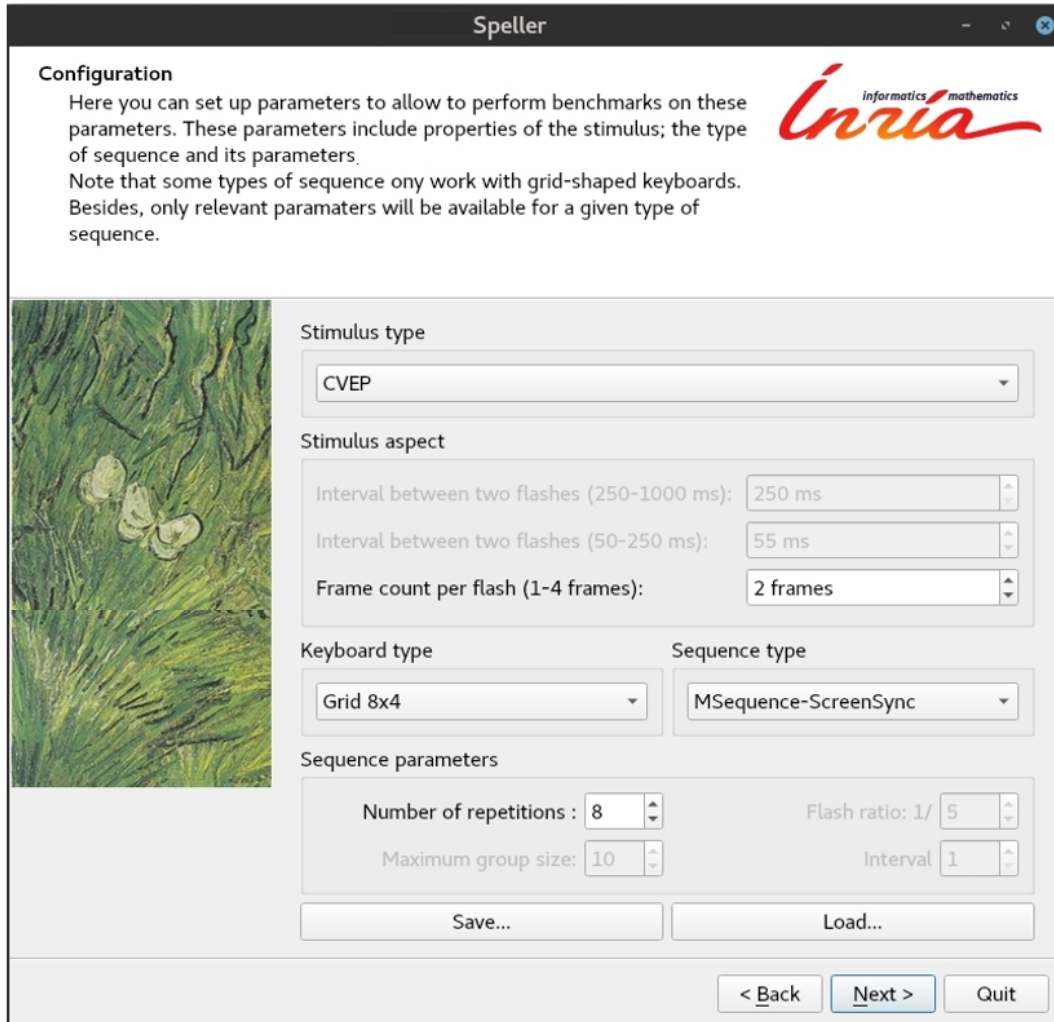 Speller
Configuration
Here you can set up parameters to allow to perform benchmarks on these
parameters. These parameters include properties of the stimulus; the type
of sequence and its parameters.
Note that some types of sequence ony work with grid-shaped keyboards.
Besides, only relevant paramaters will be available for a given type of
sequence.
informatics mathematics
Inria
Stimulus type
CVEP
Stimulus aspect
Interval between two flashes (250-1000 ms): 250 ms
Interval between two flashes (50-250 ms): 55 ms
Frame count per flash (1-4 frames): 2 frames
Keyboard type Sequence type
Grid 8x4 MSequence-ScreenSync
Sequence parameters
Number of repetitions : 8 Flash ratio: 1/ 5
Maximum group size: 10 Interval 1
Save... Load...
< Back Next > Quit